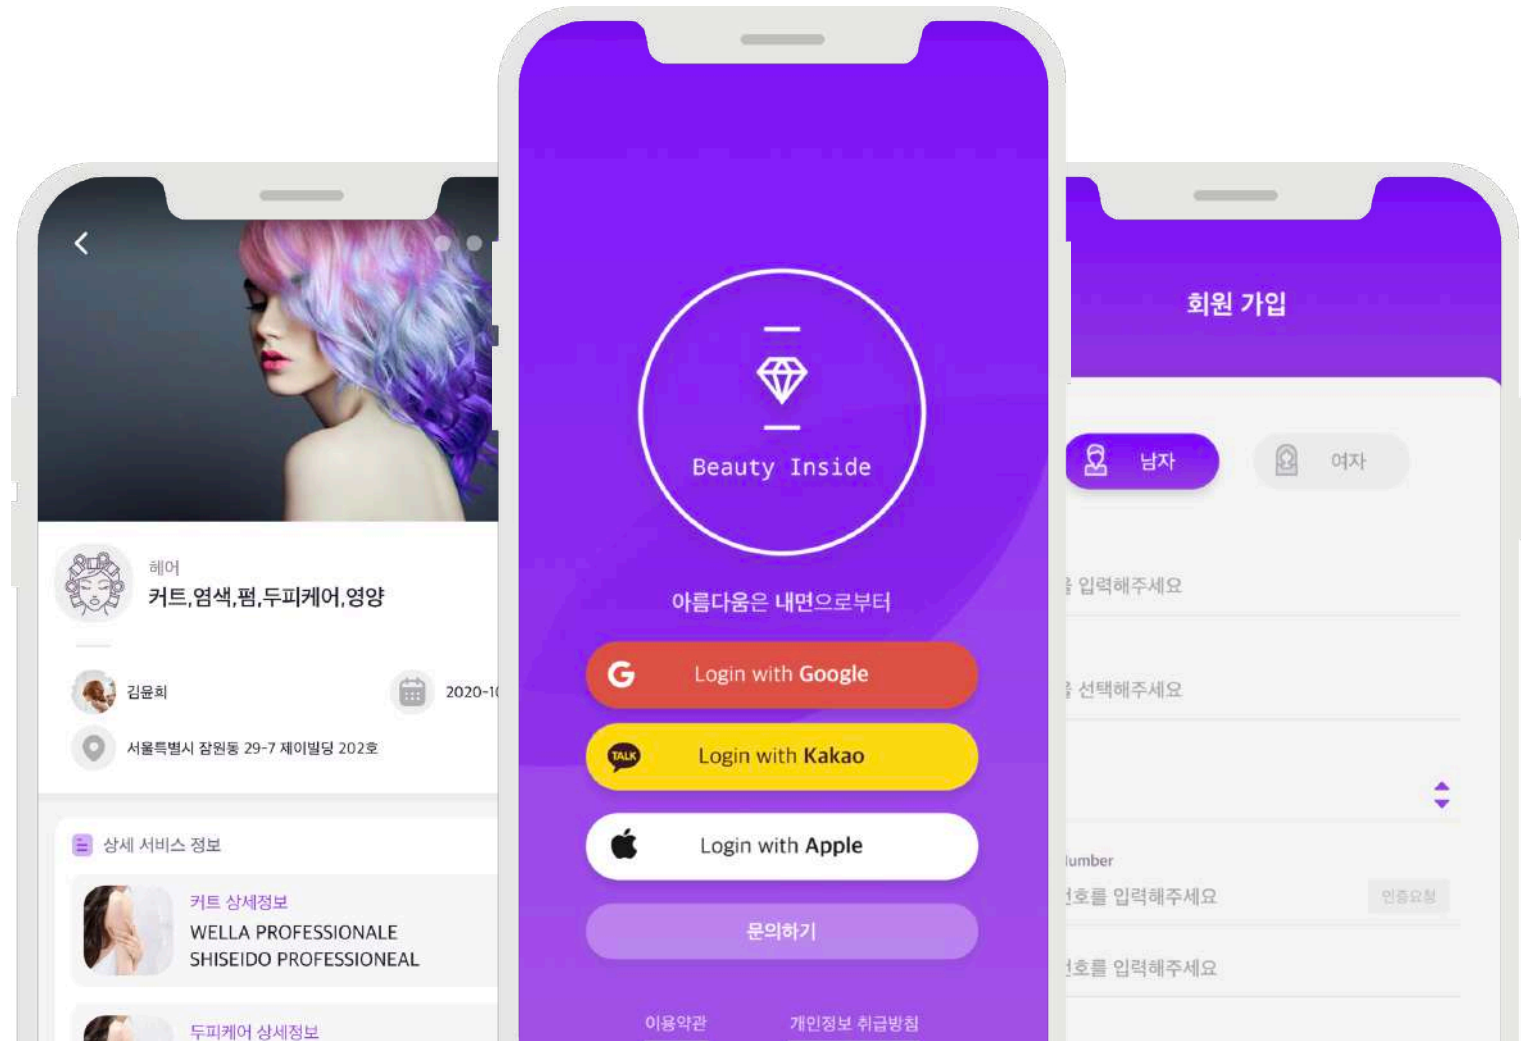 헤어
커트,염색,펌,두피케어,영양
김윤희
2020-10
서울특별시 잠원동 29-7 제이빌딩 202호
상세 서비스 정보
커트 상세정보
WELLA PROFESSIONALE
SHISEIDO PROFESSIONEAL
두피케어 상세정보
Beauty Inside
아름다움은 내면으로부터
G
Login with Google
TALK
Login with Kakao
Login with Apple
문의하기
이용약관 개인정보 취급방침
회원 가입
남자 여자
입력해주세요
선택해주세요
umber
호를 입력해주세요
인증요청
호를 입력해주세요